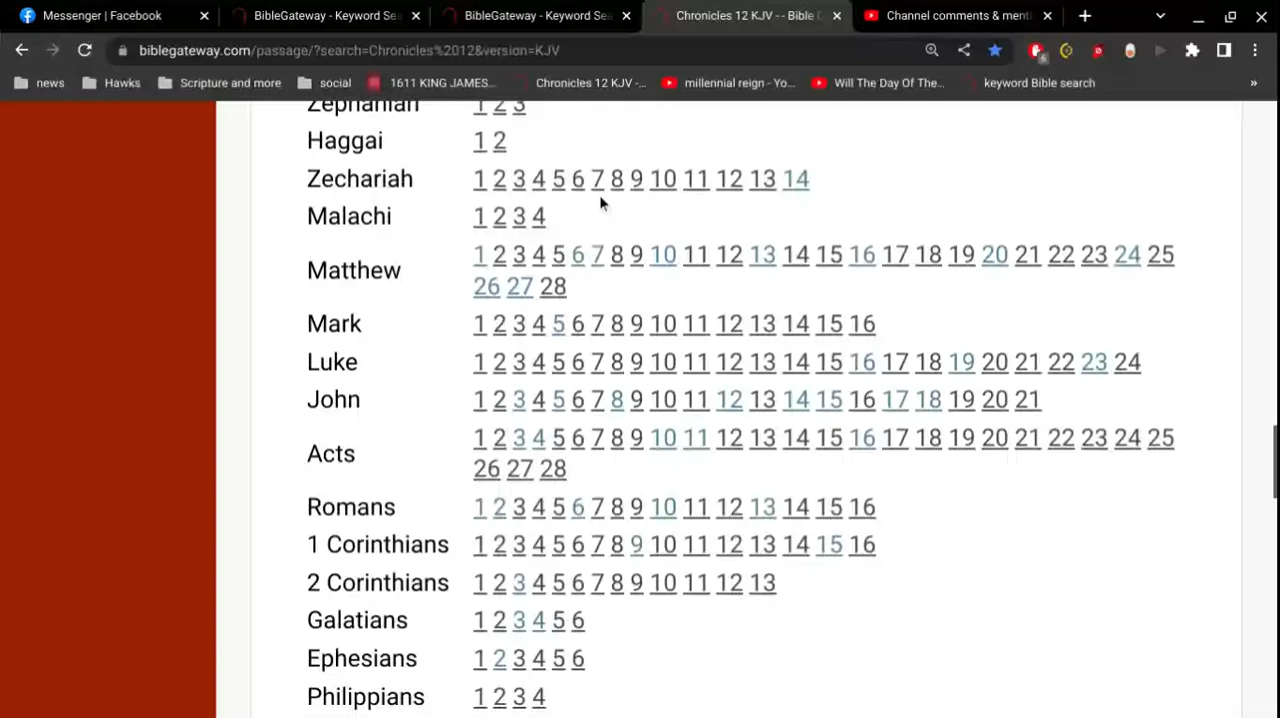 Messenger | Facebook
BibleGateway - Keyword Sea
BibleGateway - Keyword Sea
Chronicles 12 KJV - - Bible G
Channel comments & menti
biblegateway.com/passage/?search=Chronicles%2012&version=KJV
6
news
Hawks
Scripture and more
social
1611 KING JAMES...
Chronicles 12 KJV -...
millennial reign - Yo...
Will The Day Of The...
keyword Bible search
»
Zephaniah 1 2 3
Haggai 1 2
Zechariah 1 2 3 4 5 6 7 8 9 10 11 12 13 14
Malachi 1 2 3 4
Matthew 1 2 3 4 5 6 7 8 9 10 11 12 13 14 15 16 17 18 19 20 21 22 23 24 25
26 27 28
Mark 1 2 3 4 5 6 7 8 9 10 11 12 13 14 15 16
Luke 1 2 3 4 5 6 7 8 9 10 11 12 13 14 15 16 17 18 19 20 21 22 23 24
John 1 2 3 4 5 6 7 8 9 10 11 12 13 14 15 16 17 18 19 20 21
Acts 1 2 3 4 5 6 7 8 9 10 11 12 13 14 15 16 17 18 19 20 21 22 23 24 25
26 27 28
Romans 1 2 3 4 5 6 7 8 9 10 11 12 13 14 15 16
1 Corinthians 1 2 3 4 5 6 7 8 9 10 11 12 13 14 15 16
2 Corinthians 1 2 3 4 5 6 7 8 9 10 11 12 13
Galatians 1 2 3 4 5 6
Ephesians 1 2 3 4 5 6
Philippians 1 2 3 4